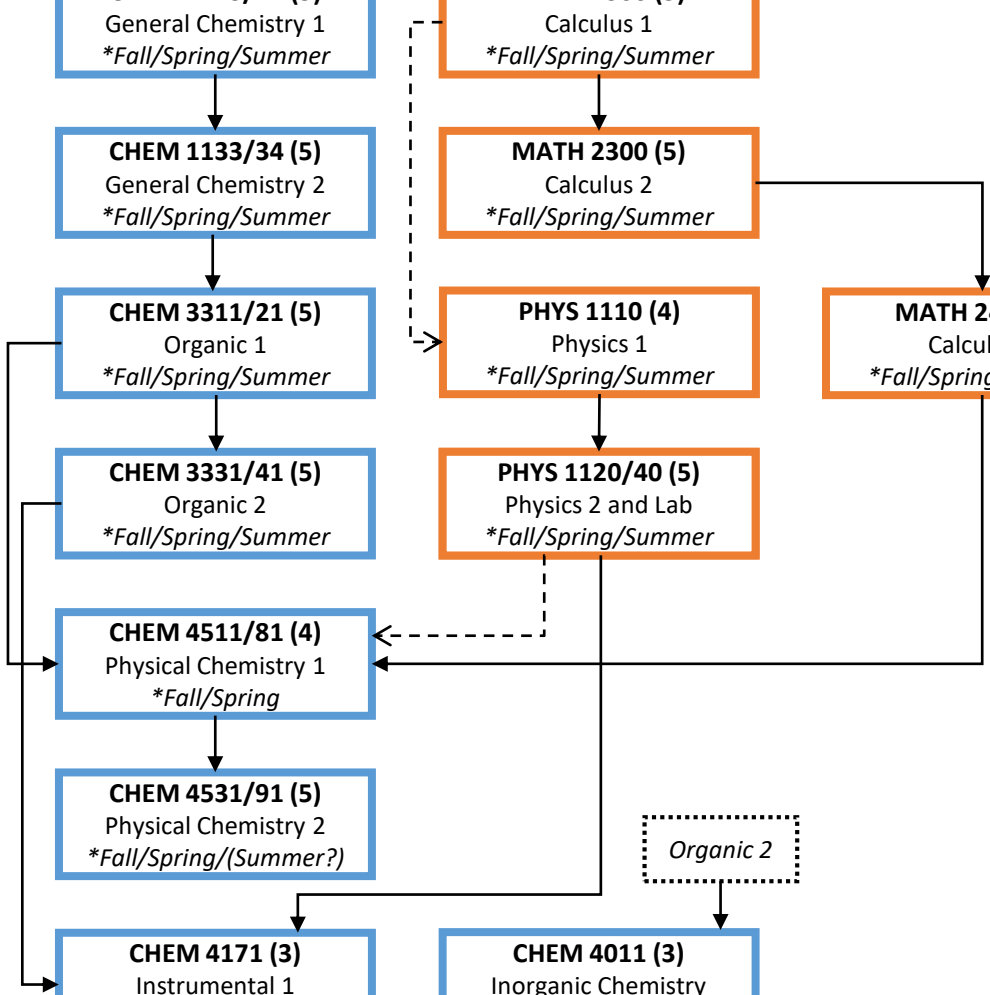 General Chemistry 1
*Fall/Spring/Summer
Calculus 1
*Fall/Spring/Summer
CHEM 1133/34 (5)
General Chemistry 2
*Fall/Spring/Summer
MATH 2300 (5)
Calculus 2
*Fall/Spring/Summer
CHEM 3311/21 (5)
Organic 1
*Fall/Spring/Summer
PHYS 1110 (4)
Physics 1
*Fall/Spring/Summer
MATH
*Fall/Spring
CHEM 3331/41 (5)
Organic 2
*Fall/Spring/Summer
PHYS 1120/40 (5)
Physics 2 and Lab
*Fall/Spring/Summer
CHEM 4511/81 (4)
Physical Chemistry 1
*Fall/Spring
CHEM 4531/91 (5)
Physical Chemistry 2
*Fall/Spring/(Summer?)
Organic 2
CHEM 4171 (3)
Instrumental 1
CHEM 4011 (3)
Inorganic Chemistry